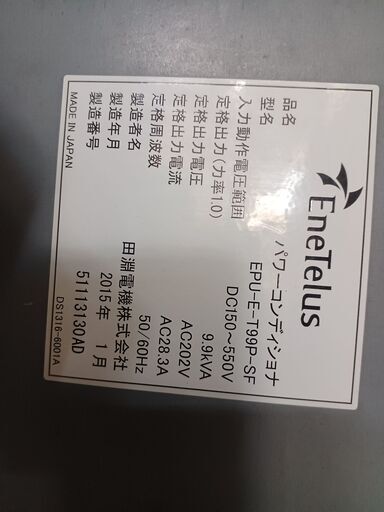 EneTelus
品名 パワーコンディショナ
型名 EPU-E-T99P-SF
入力動作電圧範囲 DC150～550V
定格出力(力率1.0) 9.9kVA
定格出力電圧 AC202V
定格出力電流 AC28.3A
定格周波数 50/60Hz
製造者名 田淵電機株式会社
製造年月 2015年 1月
製造番号 51113130AD
MADE IN JAPAN DS1316-6001A